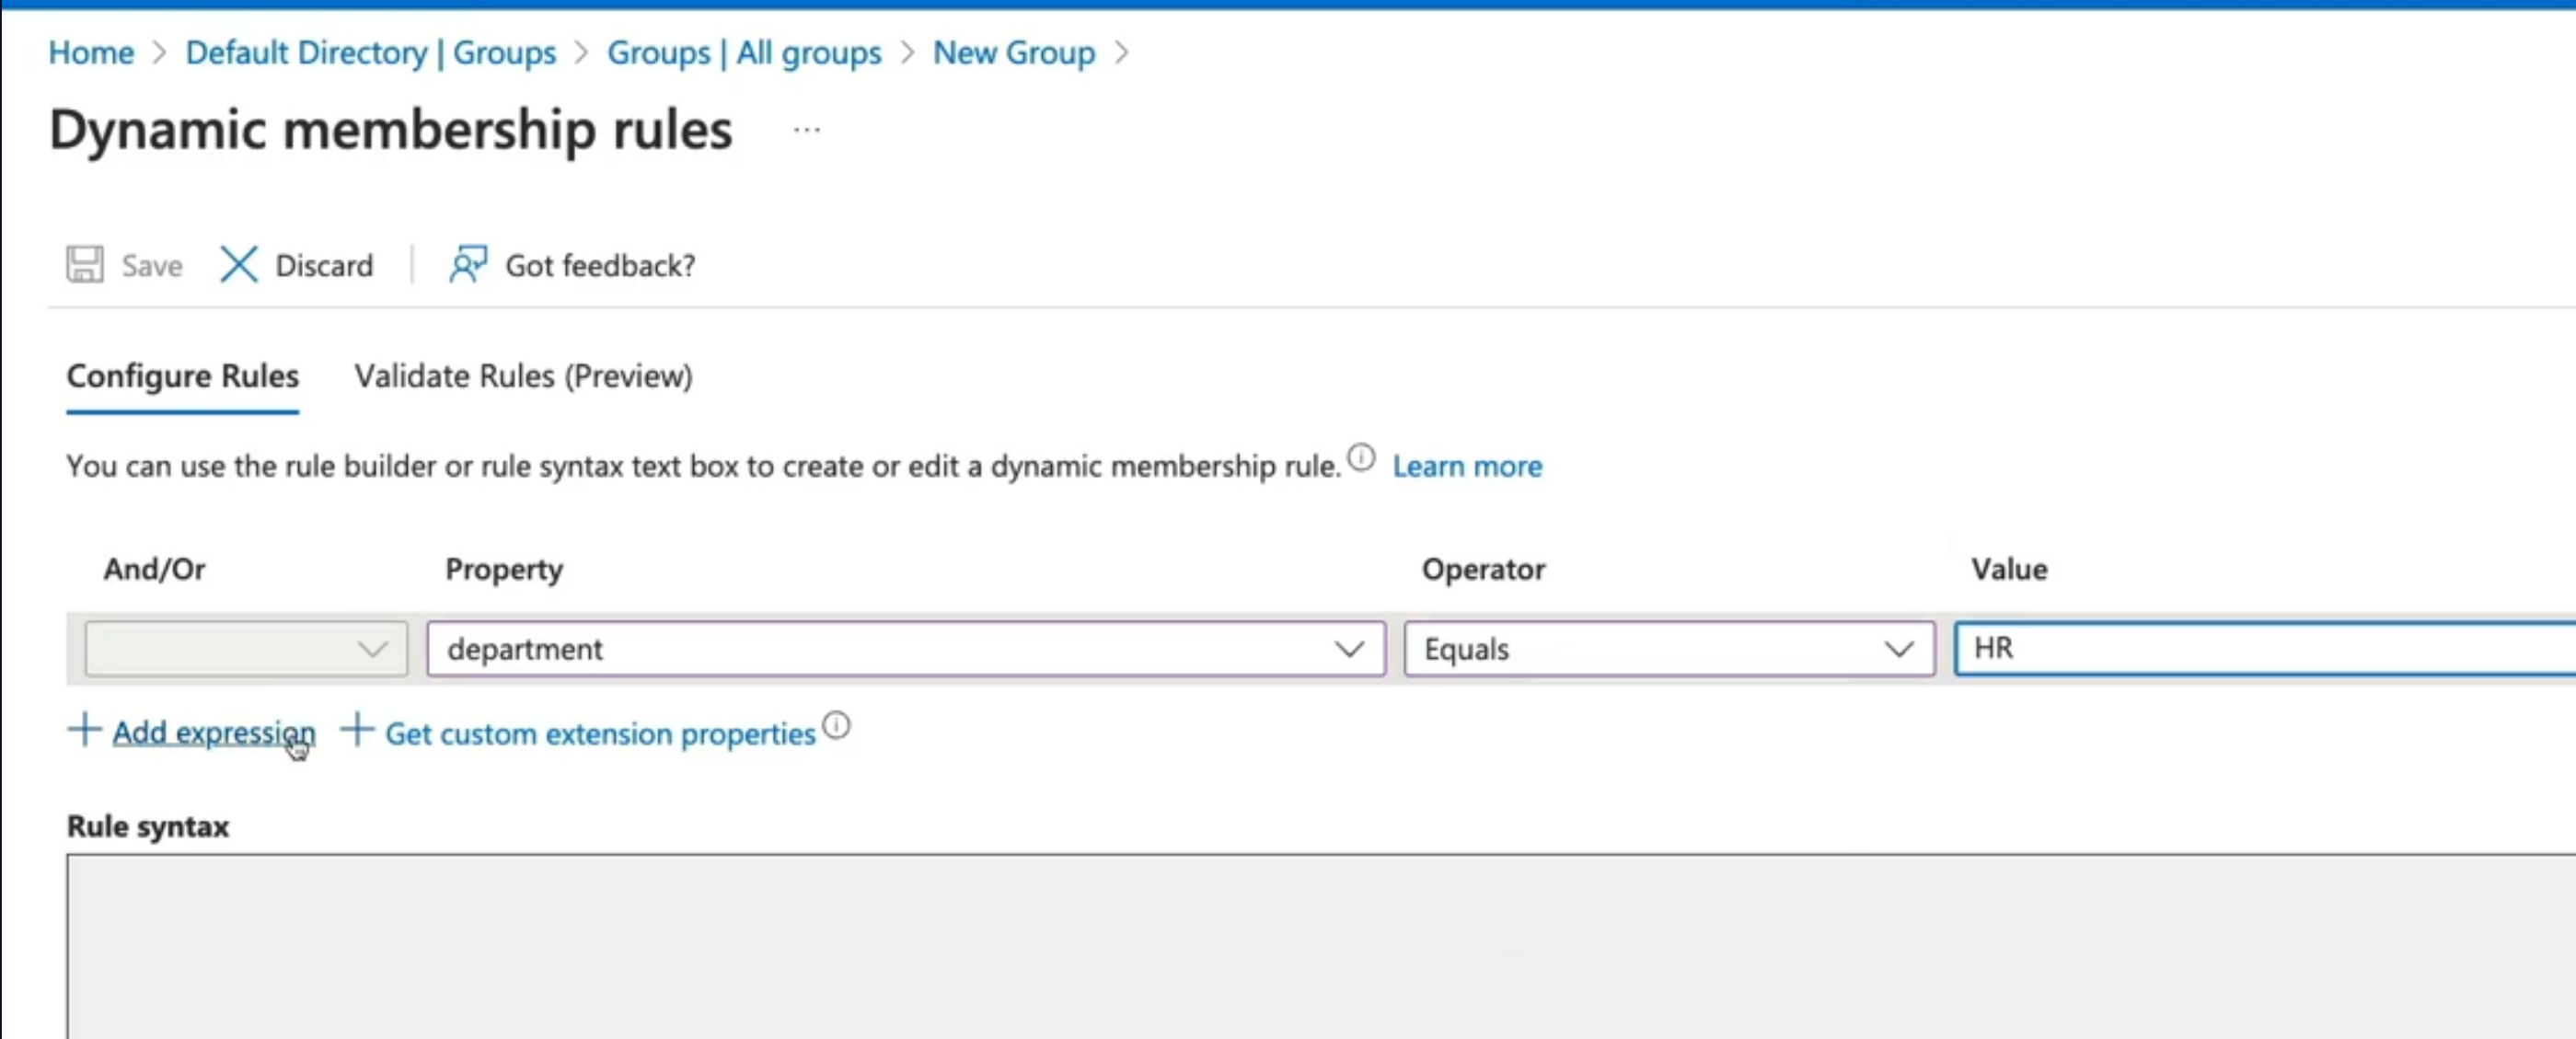 Home > Default Directory | Groups > Groups | All groups > New Group >
Dynamic membership rules ...
Save Discard | Got feedback?
Configure Rules Validate Rules (Preview)
You can use the rule builder or rule syntax text box to create or edit a dynamic membership rule. Learn more
And/Or Property Operator Value
department Equals HR
+ Add expression + Get custom extension properties
Rule syntax